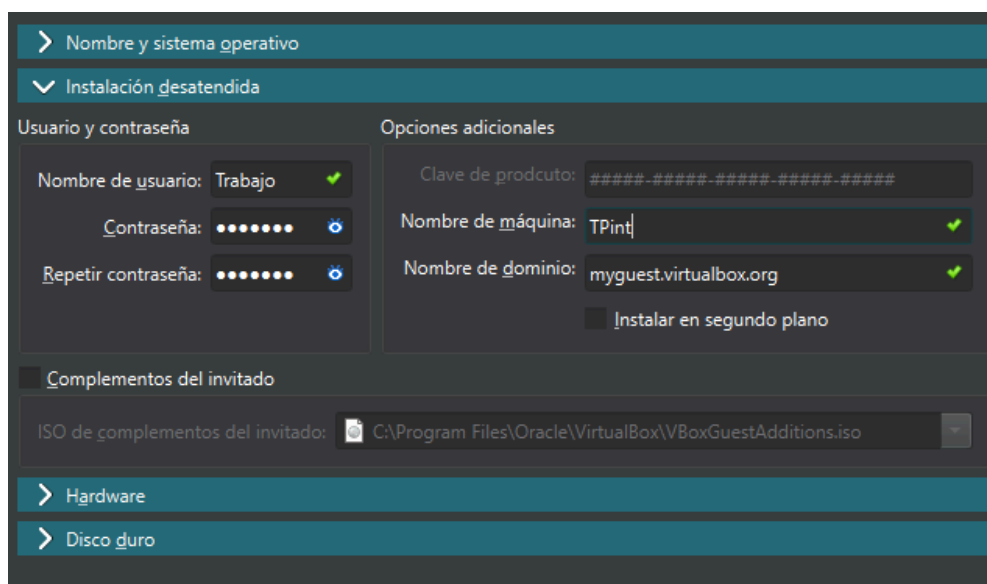 Nombre y sistema operativo
Instalación desatendida
Usuario y contraseña
Opciones adicionales
Nombre de usuario: Trabajo
Clave de prodcuto: #####-#####-#####-#####-#####
Contraseña: •••••••
Nombre de máquina: TPint
Repetir contraseña: •••••••
Nombre de dominio: myguest.virtualbox.org
Instalar en segundo plano
Complementos del invitado
ISO de complementos del invitado: C:\Program Files\Oracle\VirtualBox\VBoxGuestAdditions.iso
Hardware
Disco duro